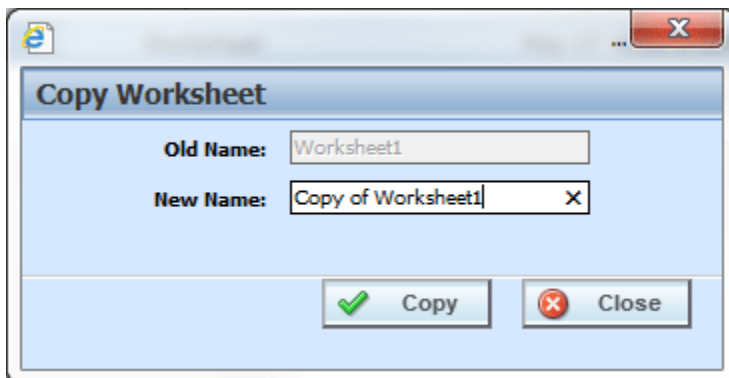 ...
Copy Worksheet
Old Name: Worksheet1
New Name: Copy of Worksheet1
Copy Close